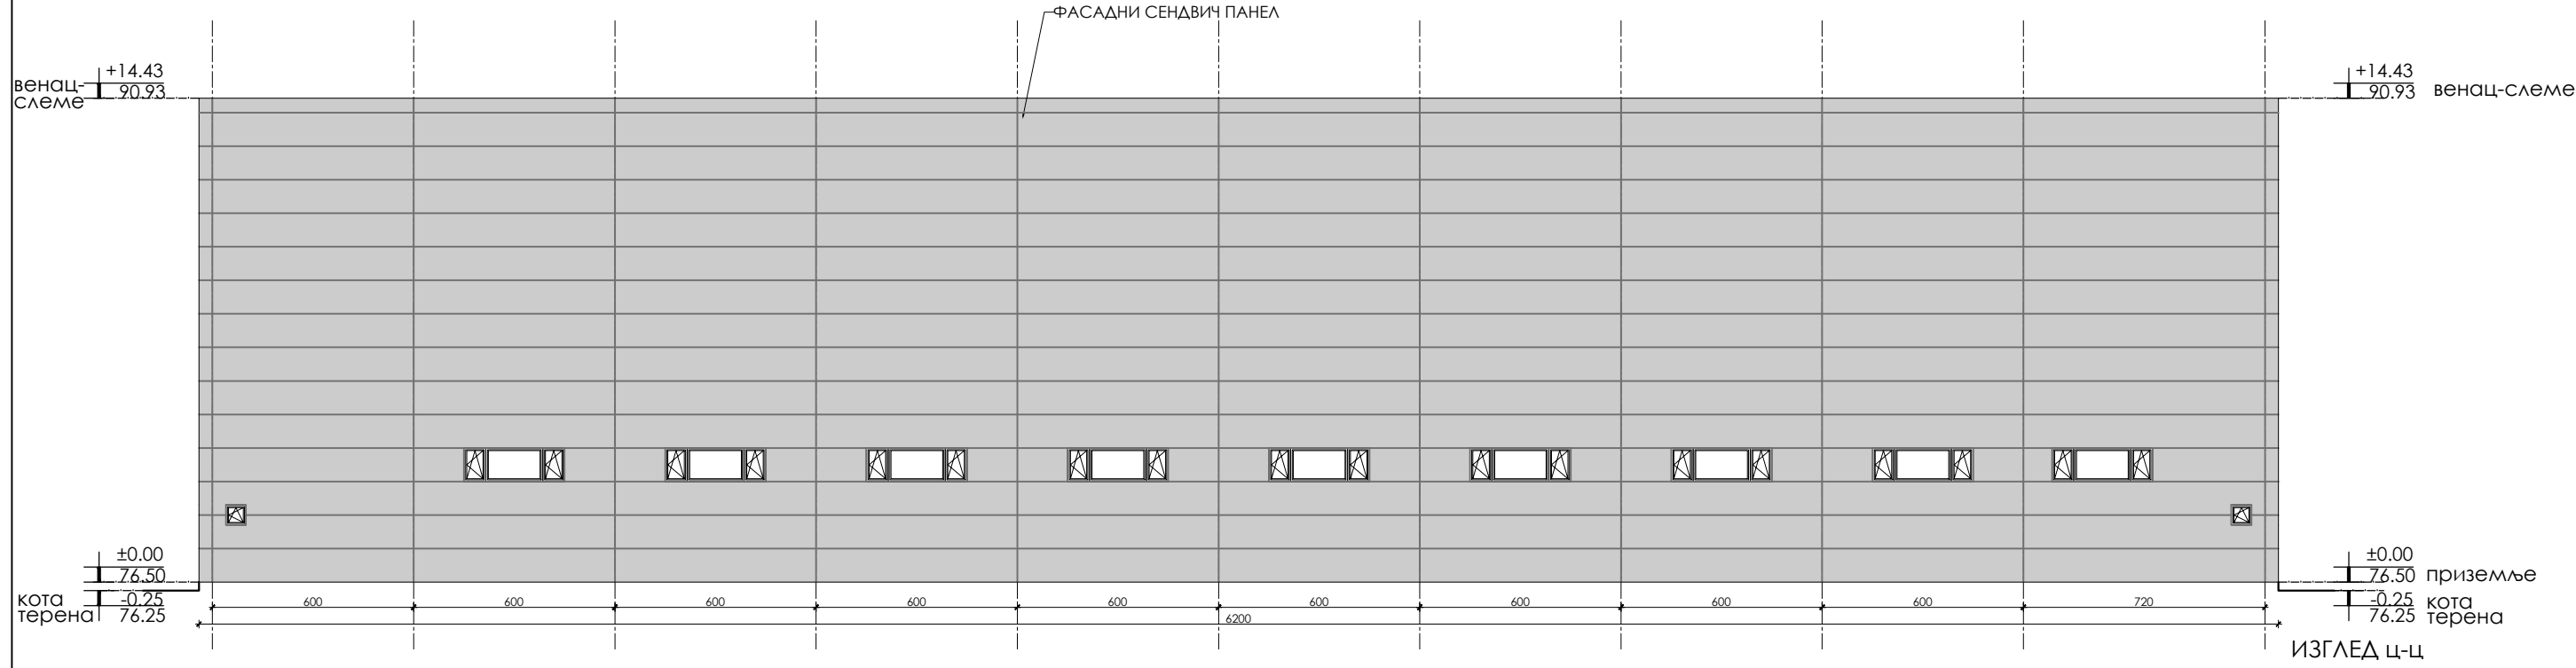 ФАСАДНИ СЕНДВИЧ ПАНЕЛ
+14.43
венац-
90.93
слеме
+14.43
90.93 венац-слеме
±0.00
76.50
кота
-0.25
терена 76.25
±0.00
76.50 приземље
-0.25 кота
76.25 терена
600 600 600 600 600 600 600 600 600 720
6200
ИЗГЛЕД ц-ц